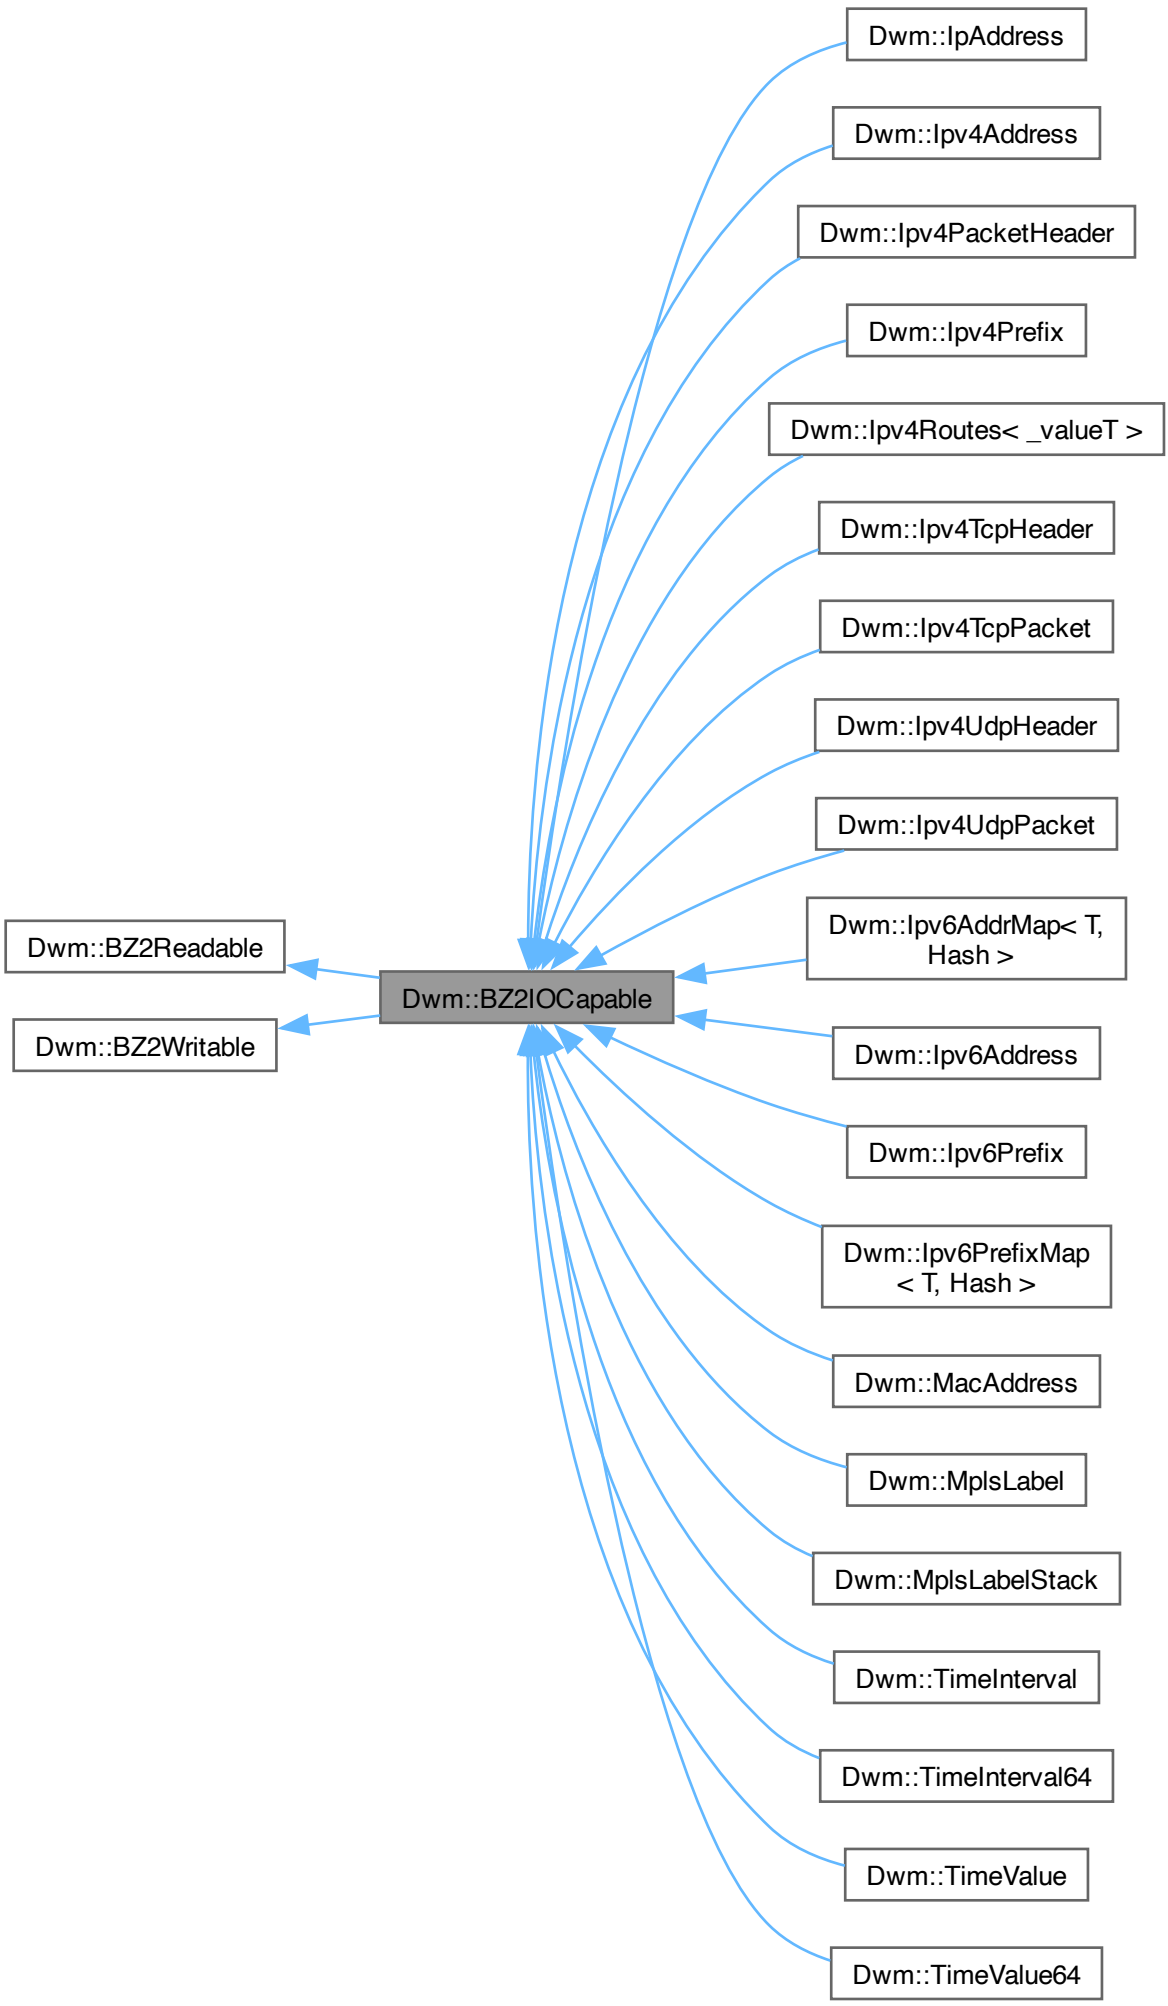 Dwm::IpAddress
Dwm::Ipv4Address
Dwm::Ipv4PacketHeader
Dwm::Ipv4Prefix
Dwm::Ipv4Routes< _valueT >
Dwm::Ipv4TcpHeader
Dwm::Ipv4TcpPacket
Dwm::Ipv4UdpHeader
Dwm::Ipv4UdpPacket
Dwm::BZ2Readable
Dwm::BZ2Writable
Dwm::BZ2IOCapable
Dwm::Ipv6AddrMap< T,
Hash >
Dwm::Ipv6Address
Dwm::Ipv6Prefix
Dwm::Ipv6PrefixMap
< T, Hash >
Dwm::MacAddress
Dwm::MplsLabel
Dwm::MplsLabelStack
Dwm::TimeInterval
Dwm::TimeInterval64
Dwm::TimeValue
Dwm::TimeValue64